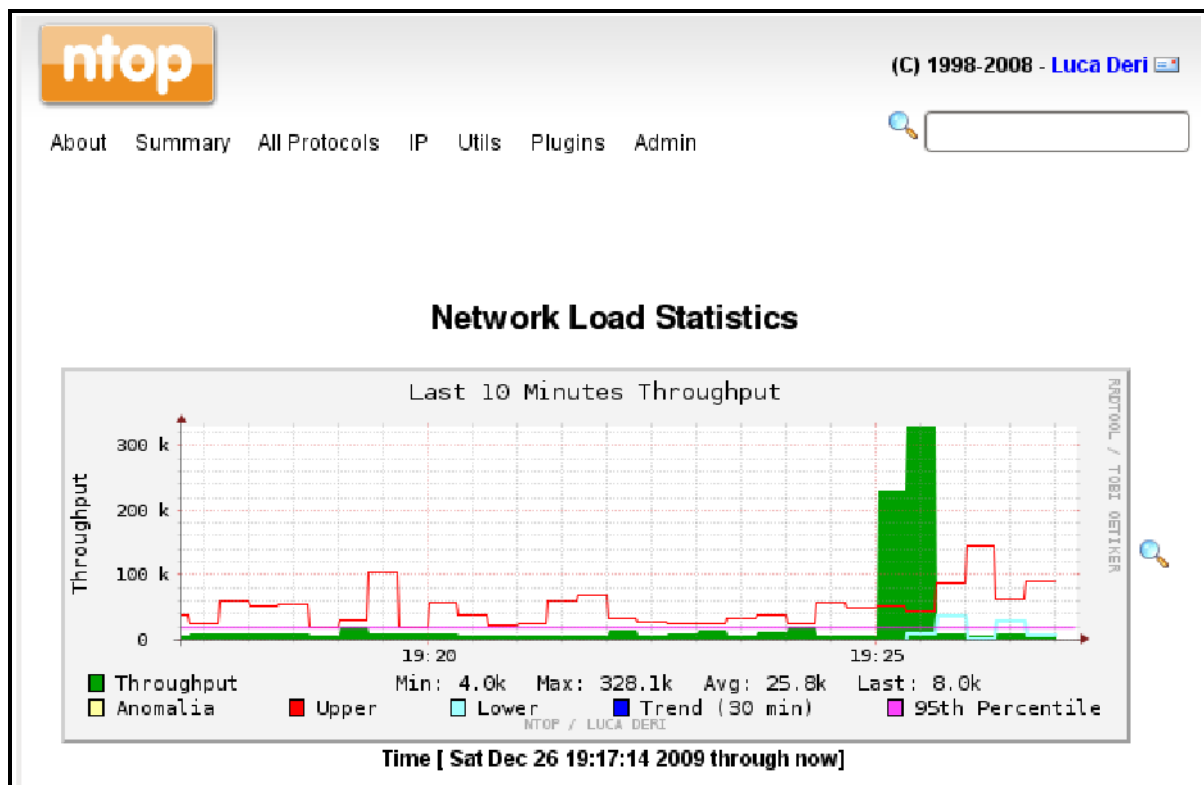 ntop
(C) 1998-2008 - Luca Deri
About Summary All Protocols IP Utils Plugins Admin
Network Load Statistics
Last 10 Minutes Throughput
RRDTOOL / TOBI OETIKER
Throughput
300 k
200 k
100 k
0
19:20 19:25
Throughput Min: 4.0k Max: 328.1k Avg: 25.8k Last: 8.0k
Anomalia Upper Lower Trend (30 min) 95th Percentile
NTOP / LUCA DERI
Time [ Sat Dec 26 19:17:14 2009 through now]